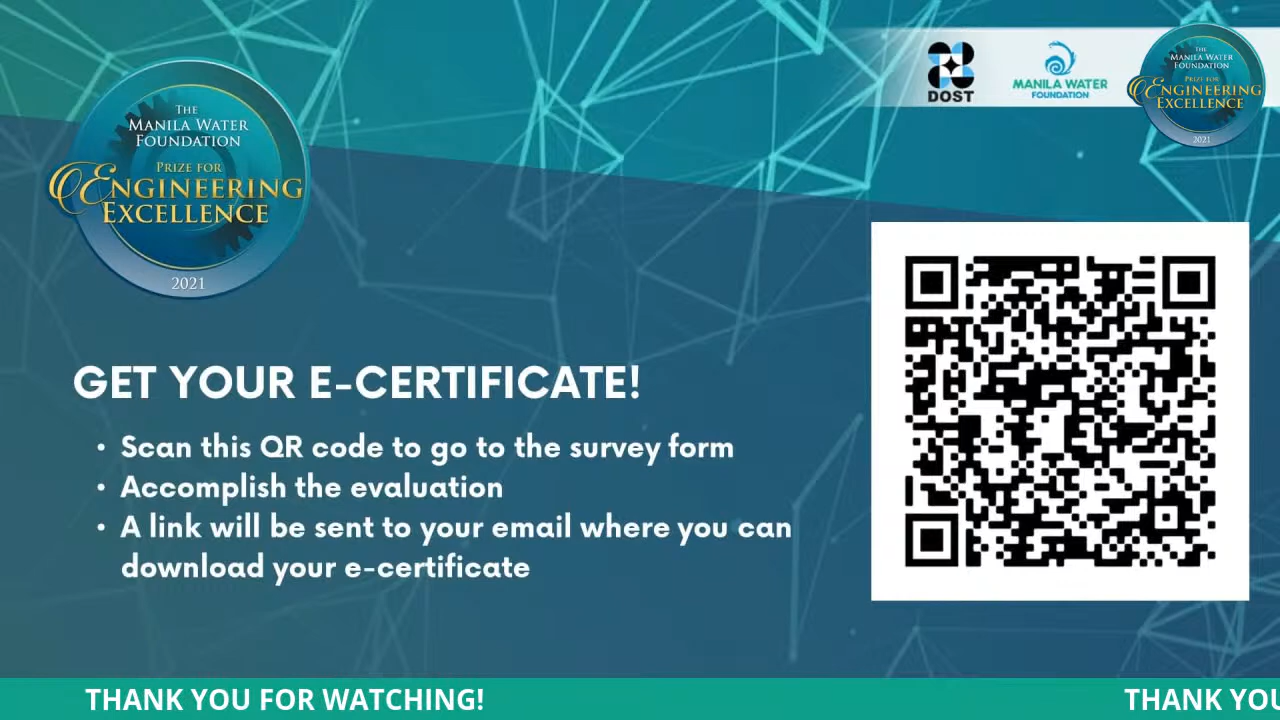 THE
MANILA WATER
FOUNDATION
PRIZE FOR
ENGINEERING
EXCELLENCE
2021
DOST
MANILA WATER
FOUNDATION
THE
MANILA WATER
FOUNDATION
PRIZE FOR
ENGINEERING
EXCELLENCE
2021
GET YOUR E-CERTIFICATE!
• Scan this QR code to go to the survey form
• Accomplish the evaluation
• A link will be sent to your email where you can
download your e-certificate
THANK YOU FOR WATCHING!
THANK YOU